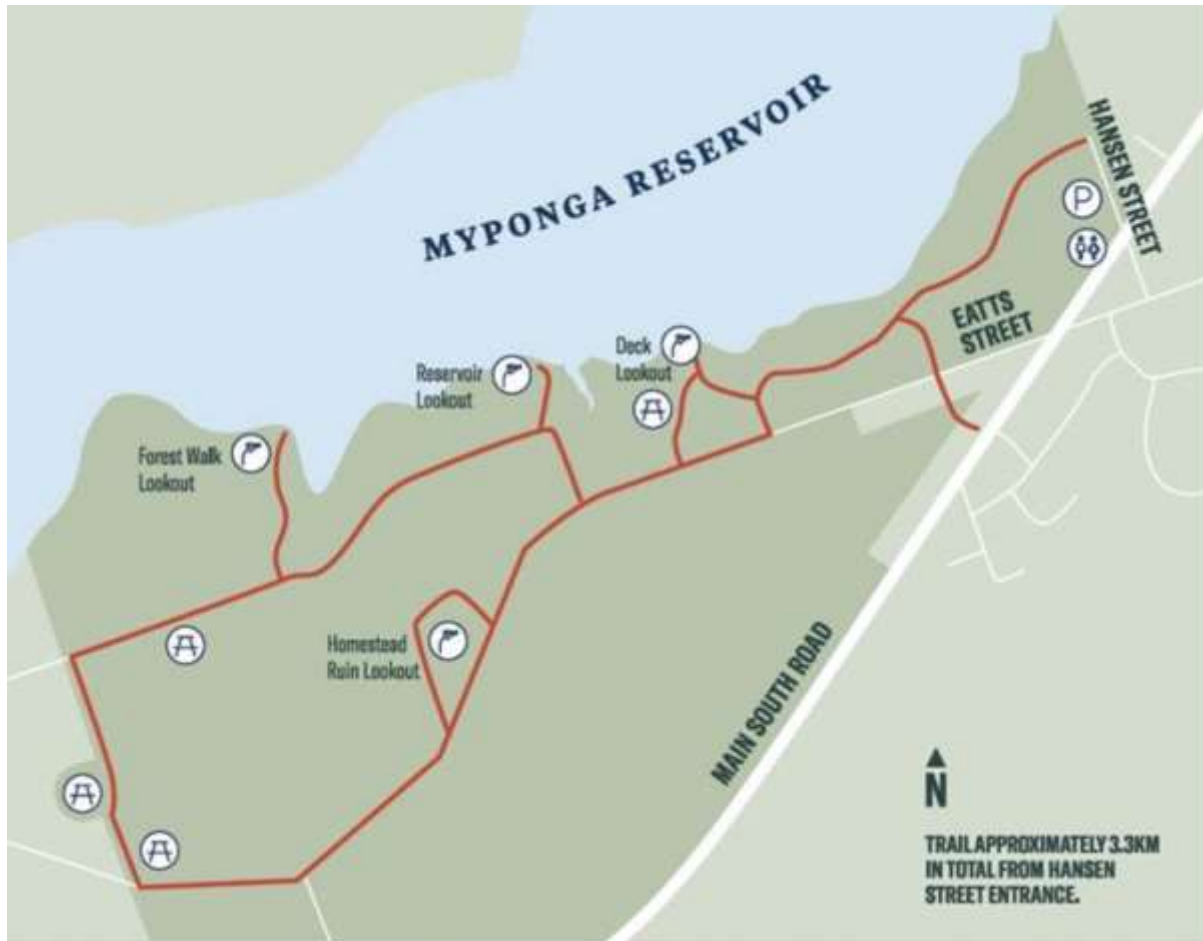 MYPONGA RESERVOIR
HANSEN STREET
P
EATTS
STREET
Deck
Lookout
Reservoir
Lookout
Forest Walk
Lookout
Homestead
Ruin Lookout
MAIN SOUTH ROAD
N
TRAIL APPROXIMATELY 3.3KM
IN TOTAL FROM HANSEN
STREET ENTRANCE.